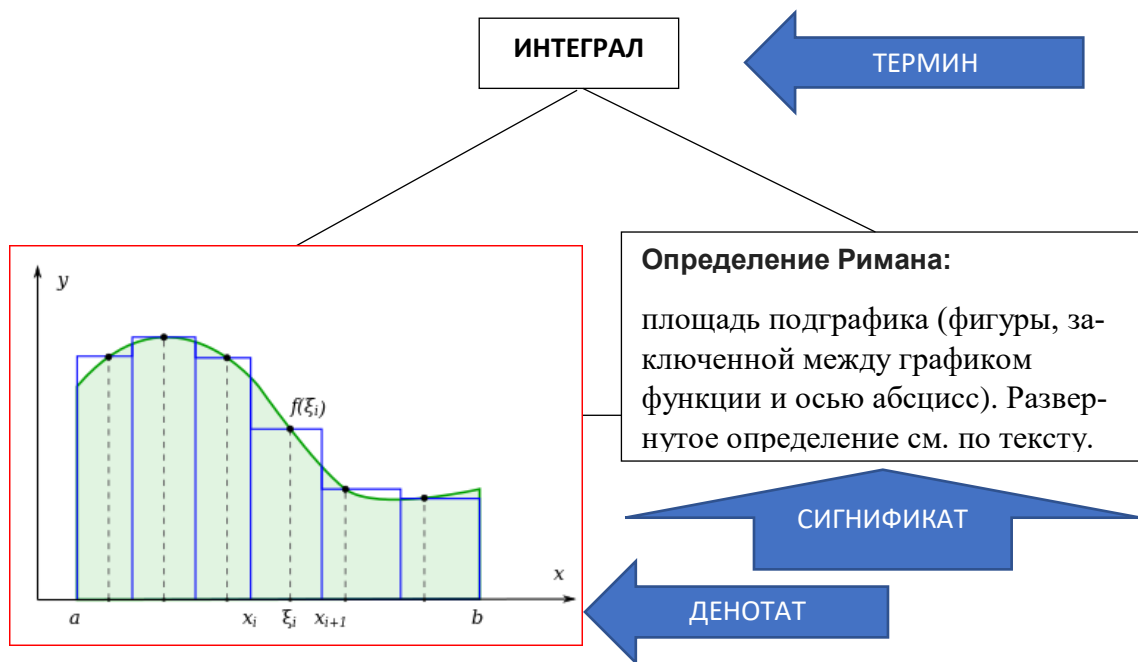 ИНТЕГРАЛ
ТЕРМИН
Определение Римана:
площадь подграфика (фигуры, за-
ключенной между графиком
функции и осью абсцисс). Развер-
нутое определение см. по тексту.
y
f(ξᵢ)
x
a
xᵢ
ξᵢ
xᵢ₊₁
b
СИГНИФИКАТ
ДЕНОТАТ